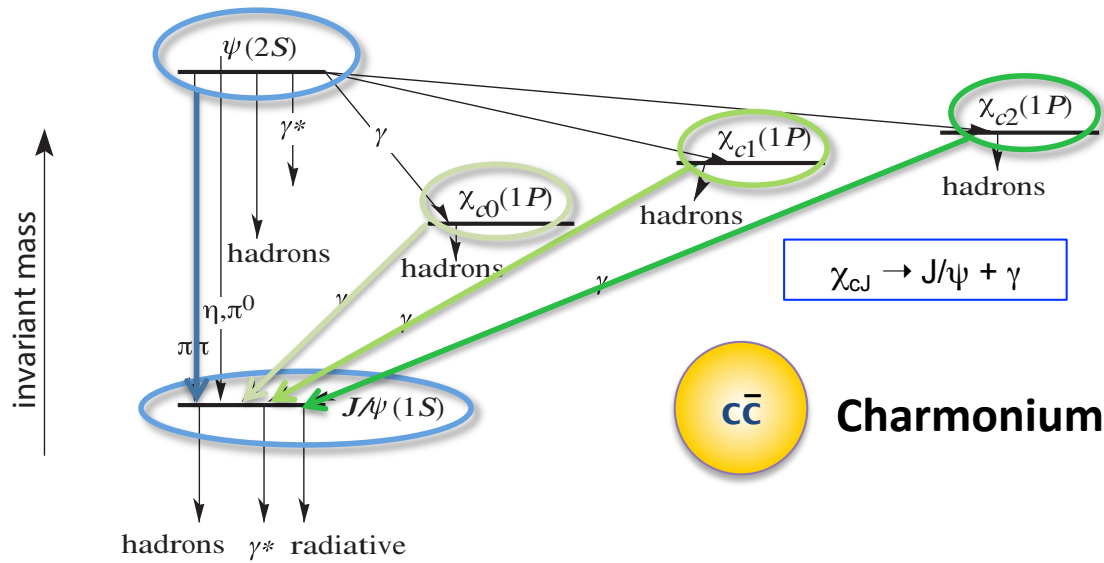 ψ(2S)
γ*
γ
χc0(1P)
χc1(1P)
χc2(1P)
hadrons
hadrons
hadrons
hadrons
χcJ → J/ψ + γ
γ
γ
γ
η,π⁰
π π
invariant mass
J/ψ(1S)
cc̄
Charmonium
hadrons γ* radiative